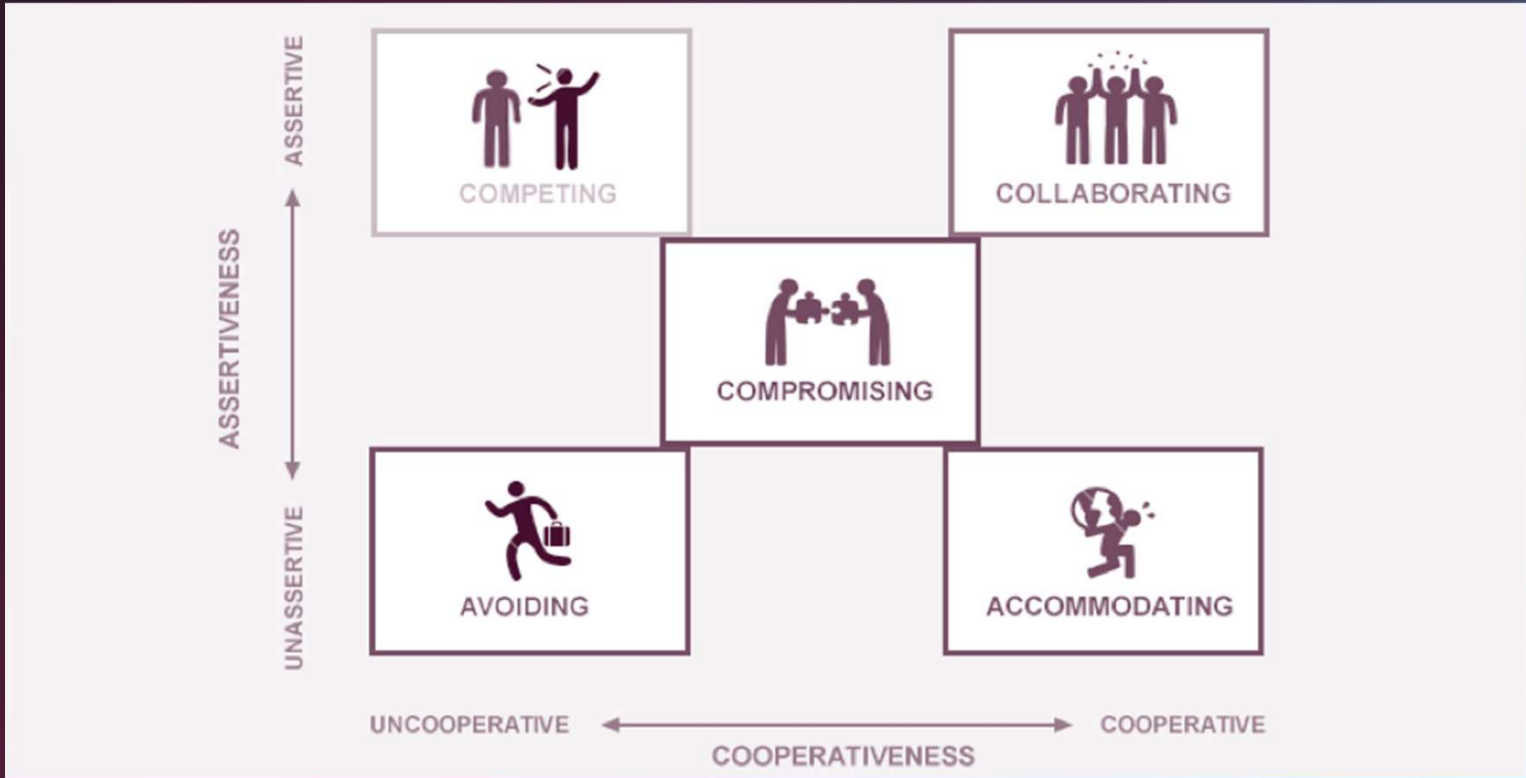 ASSERTIVE
ASSERTIVENESS
UNASSERTIVE
COMPETING
COLLABORATING
COMPROMISING
AVOIDING
ACCOMMODATING
UNCOOPERATIVE
COOPERATIVE
COOPERATIVENESS